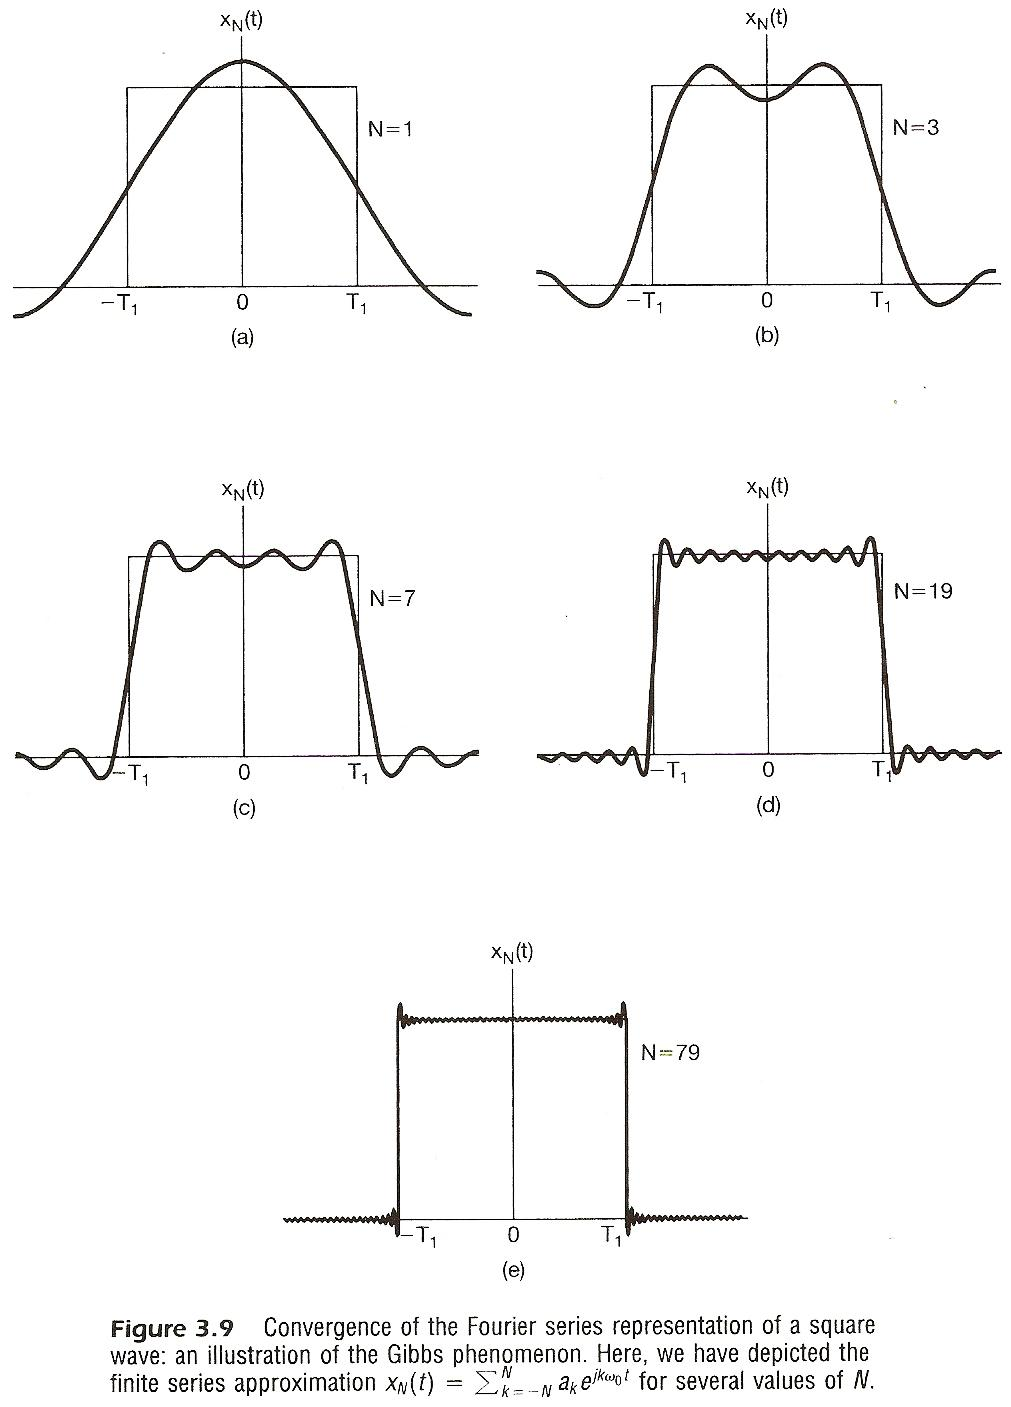 xN(t)
N=1
−T1
0
T1
(a)
xN(t)
N=3
−T1
0
T1
(b)
xN(t)
N=7
−T1
0
T1
(c)
xN(t)
N=19
−T1
0
T1
(d)
xN(t)
N=79
−T1
0
T1
(e)
Figure 3.9 Convergence of the Fourier series representation of a square
wave: an illustration of the Gibbs phenomenon. Here, we have depicted the
finite series approximation xN(t) = ∑_{k=−N}^{N} a_k e^{jkω0t} for several values of N.